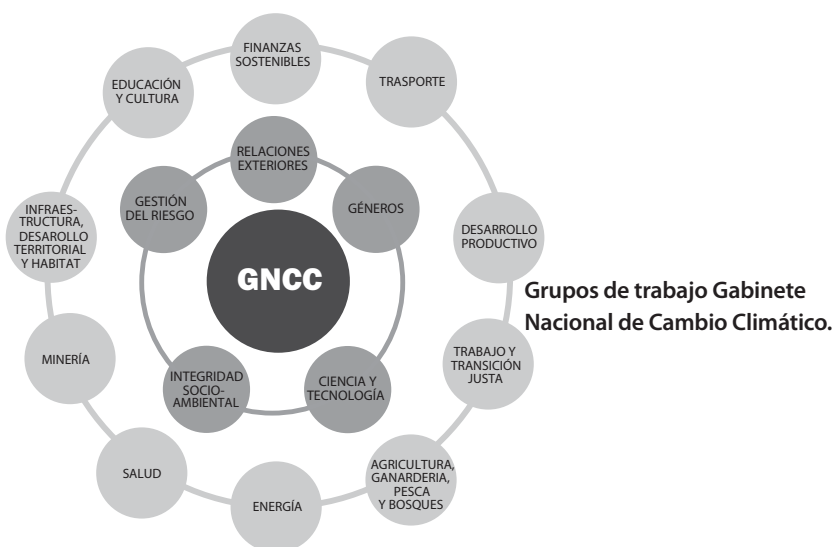 FINANZAS
SOSTENIBLES
TRASPORTE
EDUCACIÓN
Y CULTURA
RELACIONES
EXTERIORES
GESTIÓN
DEL RIESGO
GÉNEROS
INFRAES-
TRUCTURA,
DESAROLLO
TERRITORIAL
Y HABITAT
DESARROLLO
PRODUCTIVO
GNCC
Grupos de trabajo Gabinete
Nacional de Cambio Climático.
MINERÍA
TRABAJO Y
TRANSICIÓN
JUSTA
INTEGRIDAD
SOCIO-
AMBIENTAL
CIENCIA Y
TECNOLOGÍA
SALUD
AGRICULTURA,
GANARDERIA,
PESCA
Y BOSQUES
ENERGÍA